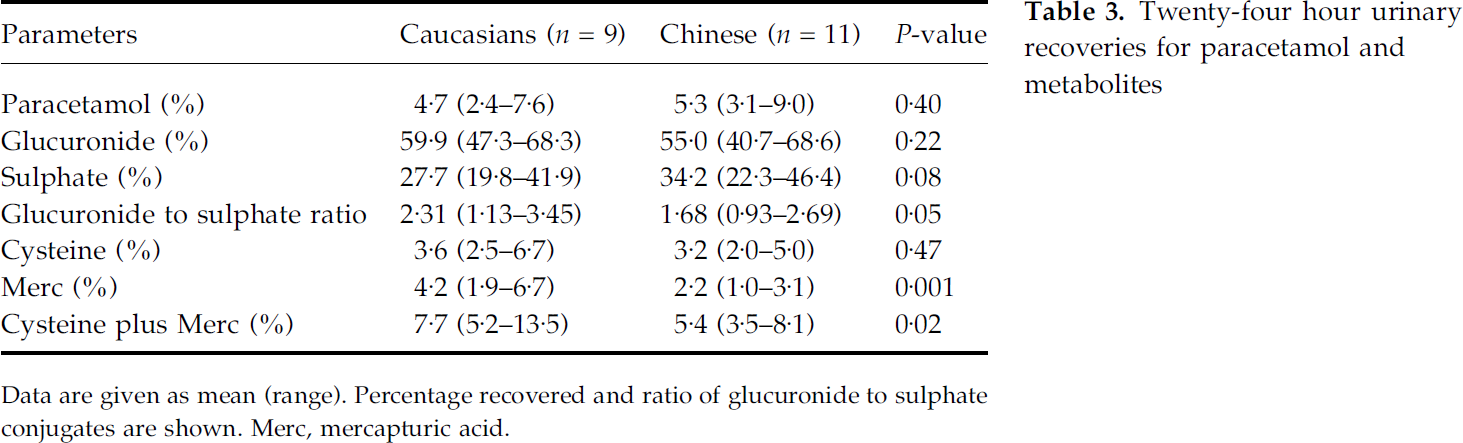 Parameters Caucasians (n = 9) Chinese (n = 11) P-value
Paracetamol (%) 4·7 (2·4–7·6) 5·3 (3·1–9·0) 0·40
Glucuronide (%) 59·9 (47·3–68·3) 55·0 (40·7–68·6) 0·22
Sulphate (%) 27·7 (19·8–41·9) 34·2 (22·3–46·4) 0·08
Glucuronide to sulphate ratio 2·31 (1·13–3·45) 1·68 (0·93–2·69) 0·05
Cysteine (%) 3·6 (2·5–6·7) 3·2 (2·0–5·0) 0·47
Merc (%) 4·2 (1·9–6·7) 2·2 (1·0–3·1) 0·001
Cysteine plus Merc (%) 7·7 (5·2–13·5) 5·4 (3·5–8·1) 0·02
Data are given as mean (range). Percentage recovered and ratio of glucuronide to sulphate
conjugates are shown. Merc, mercapturic acid.
Table 3. Twenty-four hour urinary
recoveries for paracetamol and
metabolites